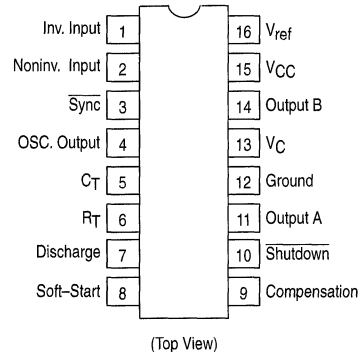 Inv. Input 1 16 Vref
Noninv. Input 2 15 VCC
Sync 3 14 Output B
OSC. Output 4 13 VC
CT 5 12 Ground
RT 6 11 Output A
Discharge 7 10 Shutdown
Soft–Start 8 9 Compensation
(Top View)